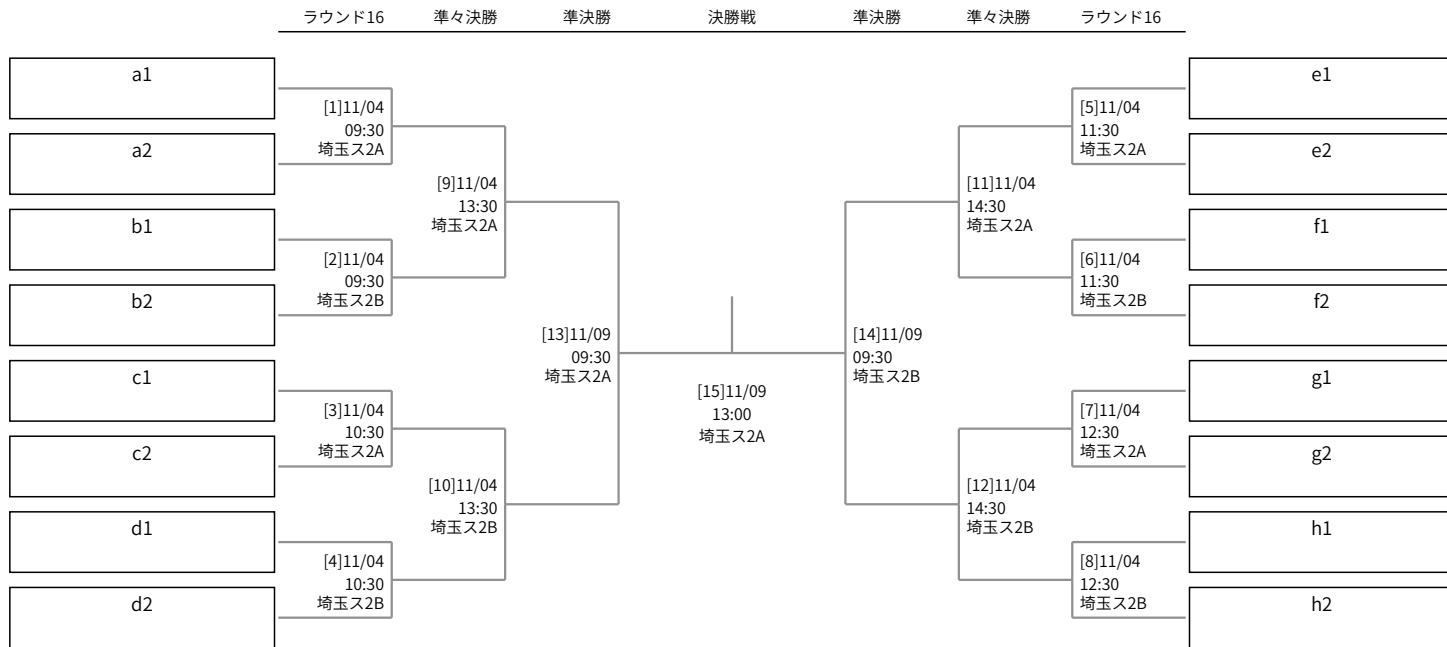 ラウンド16 準々決勝 準決勝 決勝戦 準決勝 準々決勝 ラウンド16
a1
a2
b1
b2
c1
c2
d1
d2
[1]11/04
09:30
埼玉ス2A
[2]11/04
09:30
埼玉ス2B
[3]11/04
10:30
埼玉ス2A
[4]11/04
10:30
埼玉ス2B
[9]11/04
13:30
埼玉ス2A
[10]11/04
13:30
埼玉ス2B
[13]11/09
09:30
埼玉ス2A
[15]11/09
13:00
埼玉ス2A
[14]11/09
09:30
埼玉ス2B
[11]11/04
14:30
埼玉ス2A
[12]11/04
14:30
埼玉ス2B
[5]11/04
11:30
埼玉ス2A
[6]11/04
11:30
埼玉ス2B
[7]11/04
12:30
埼玉ス2A
[8]11/04
12:30
埼玉ス2B
e1
e2
f1
f2
g1
g2
h1
h2